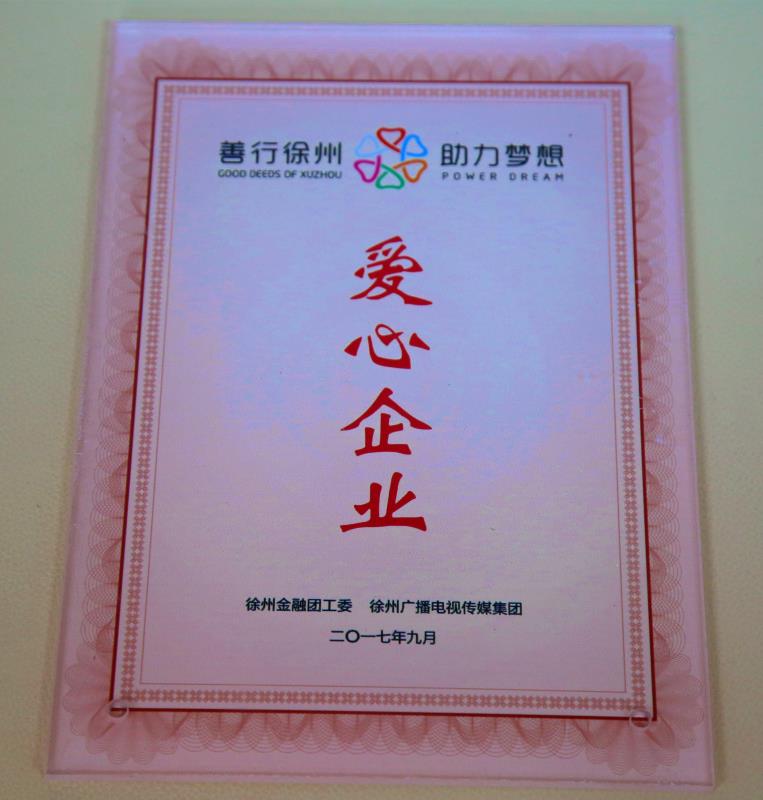 善行徐州 助力梦想
GOOD DEEDS OF XUZHOU POWER DREAM
爱心企业
徐州金融团工委 徐州广播电视传媒集团
二〇一七年九月